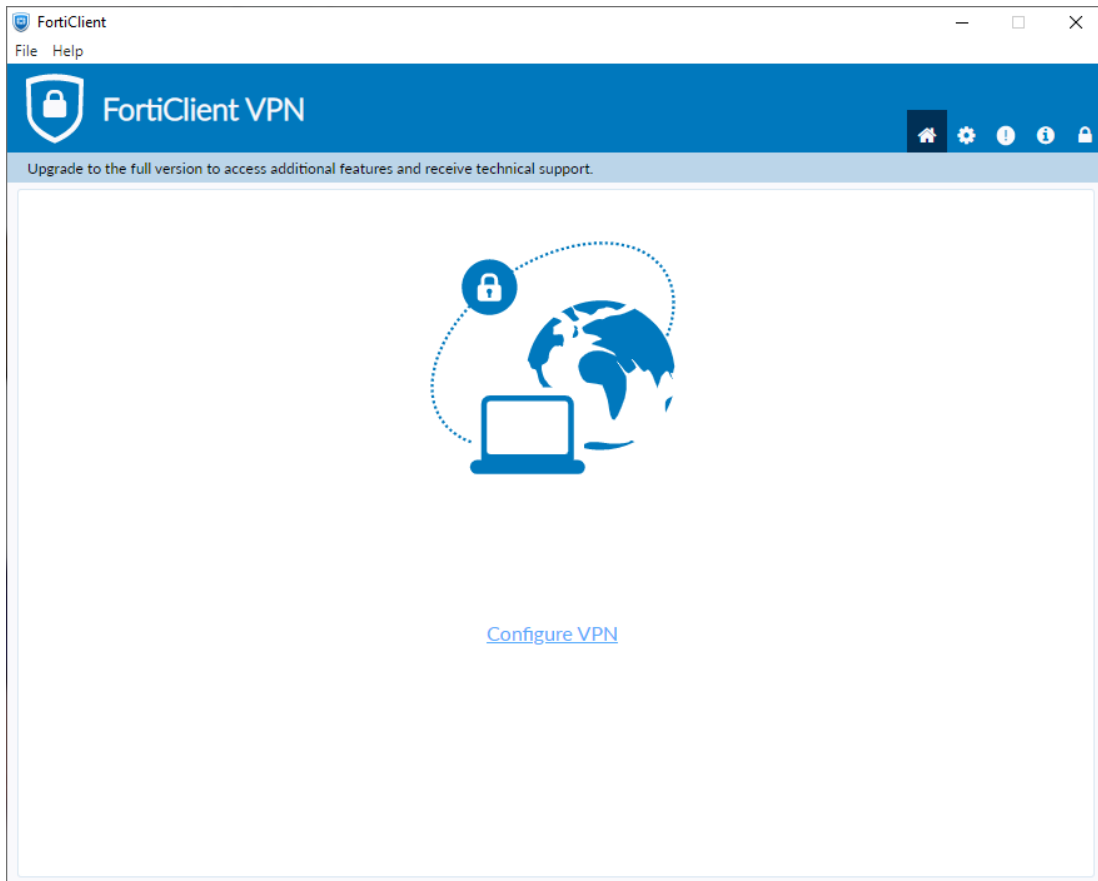 FortiClient
File Help
FortiClient VPN
Upgrade to the full version to access additional features and receive technical support.
Configure VPN